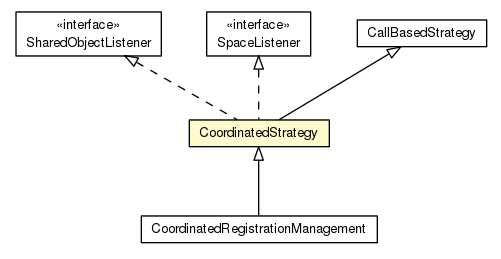 «interface»
SharedObjectListener
«interface»
SpaceListener
CallBasedStrategy
CoordinatedStrategy
CoordinatedRegistrationManagement